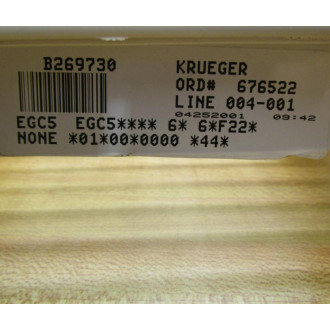 B269730 KRUEGER
ORD# 676522
LINE 004-001
04252001 09:42
EGC5 EGC5**** 6* 6*F22*
NONE *01*00*0000 *44*